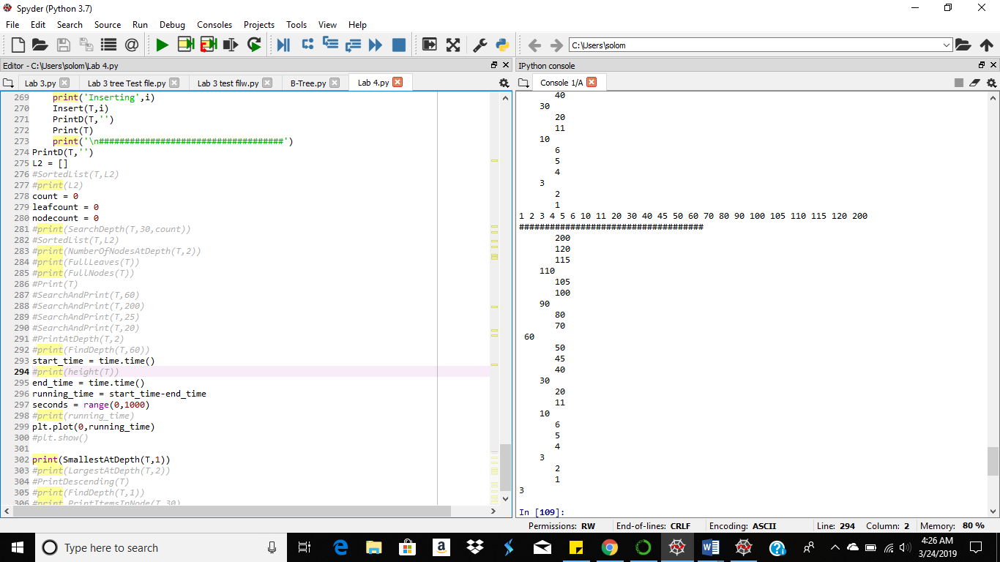 Spyder (Python 3.7)
File Edit Search Source Run Debug Consoles Projects Tools View Help
C:\Users\solom
Editor - C:\Users\solom\Lab 4.py
Lab 3.py Lab 3 tree Test file.py Lab 3 test filw.py B-Tree.py Lab 4.py
269     print('Inserting',i)
270     Insert(T,i)
271     PrintD(T,'')
272     Print(T)
273     print('\n####################################')
274 PrintD(T,'')
275 L2 = []
276 #SortedList(T,L2)
277 #print(L2)
278 count = 0
279 leafcount = 0
280 nodecount = 0
281 #print(SearchDepth(T,30,count))
282 #SortedList(T,L2)
283 #print(NumberOfNodesAtDepth(T,2))
284 #print(FullLeaves(T))
285 #print(FullNodes(T))
286 #Print(T)
287 #SearchAndPrint(T,60)
288 #SearchAndPrint(T,200)
289 #SearchAndPrint(T,25)
290 #SearchAndPrint(T,20)
291 #PrintAtDepth(T,2)
292 #print(FindDepth(T,60))
293 start_time = time.time()
294 #print(height(T))
295 end_time = time.time()
296 running_time = start_time-end_time
297 seconds = range(0,1000)
298 #print(running_time)
299 plt.plot(0,running_time)
300 #plt.show()
301
302 print(SmallestAtDepth(T,1))
303 #print(LargestAtDepth(T,2))
304 #PrintDescending(T)
305 #print(FindDepth(T,1))
306 #print PrintItemsInNode(T,30)
IPython console
Console 1/A
40
30
20
11
10
6
5
4
3
2
1
1 2 3 4 5 6 10 11 20 30 40 45 50 60 70 80 90 100 105 110 115 120 200
####################################
200
120
115
110
105
100
90
80
70
60
50
45
40
30
20
11
10
6
5
4
3
2
1
3
In [109]:
Permissions: RW End-of-lines: CRLF Encoding: ASCII Line: 294 Column: 2 Memory: 80 %
Type here to search
4:26 AM
3/24/2019